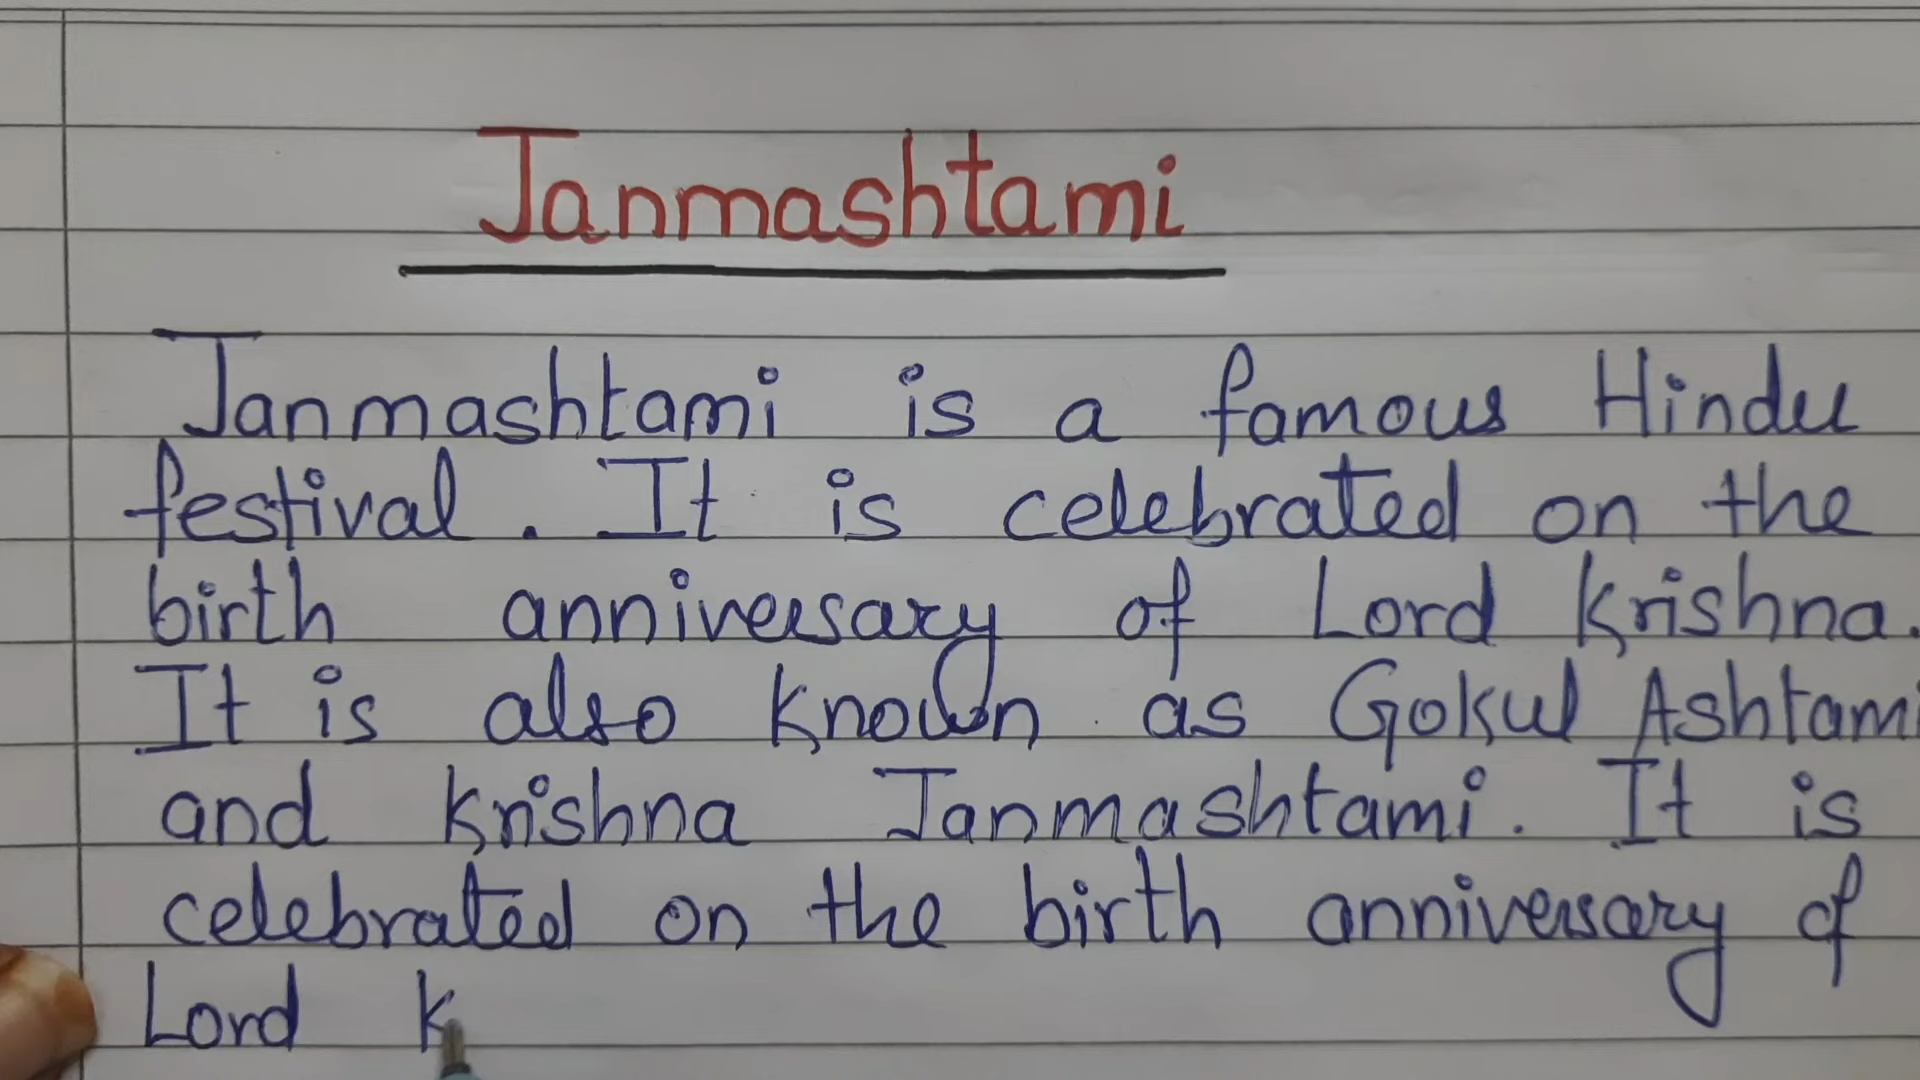 Janmashtami
Janmashtami is a famous Hindu
festival. It is celebrated on the
birth anniversary of Lord Krishna.
It is also known as Gokul Ashtami
and Krishna Janmashtami. It is
celebrated on the birth anniversary of
Lord K